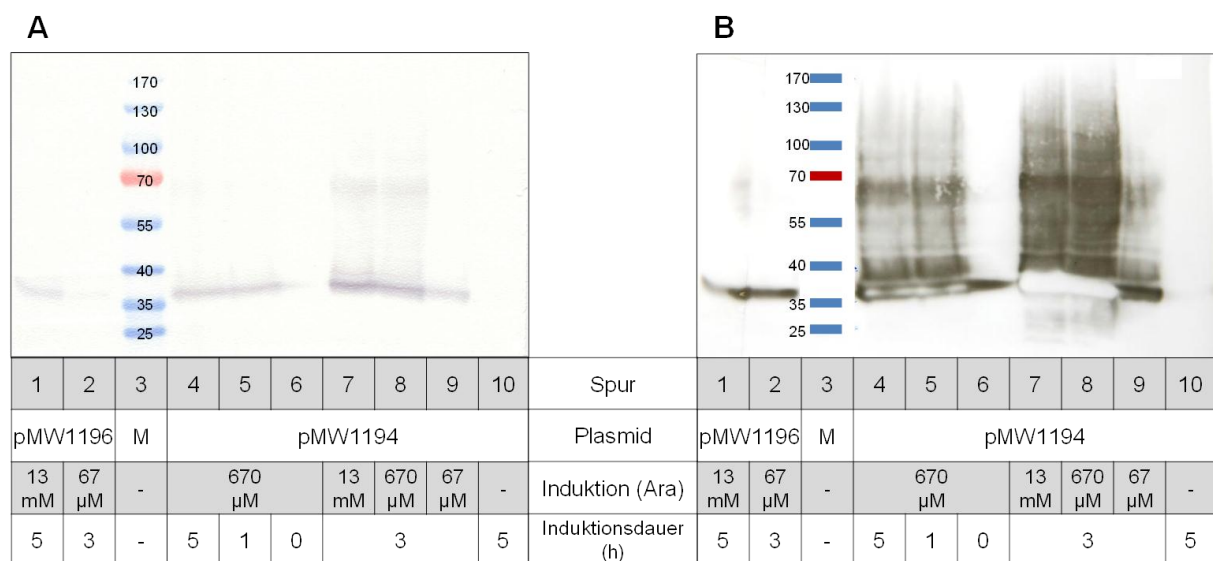 A B
170 170
130 130
100 100
70 70
55 55
40 40
35 35
25 25
1 2 3 4 5 6 7 8 9 10 Spur 1 2 3 4 5 6 7 8 9 10
pMW1196 M pMW1194 Plasmid pMW1196 M pMW1194
13 mM 67 µM - 670 µM 13 mM 670 µM 67 µM - Induktion (Ara) 13 mM 67 µM - 670 µM 13 mM 670 µM 67 µM -
5 3 - 5 1 0 3 5 Induktionsdauer (h) 5 3 - 5 1 0 3 5